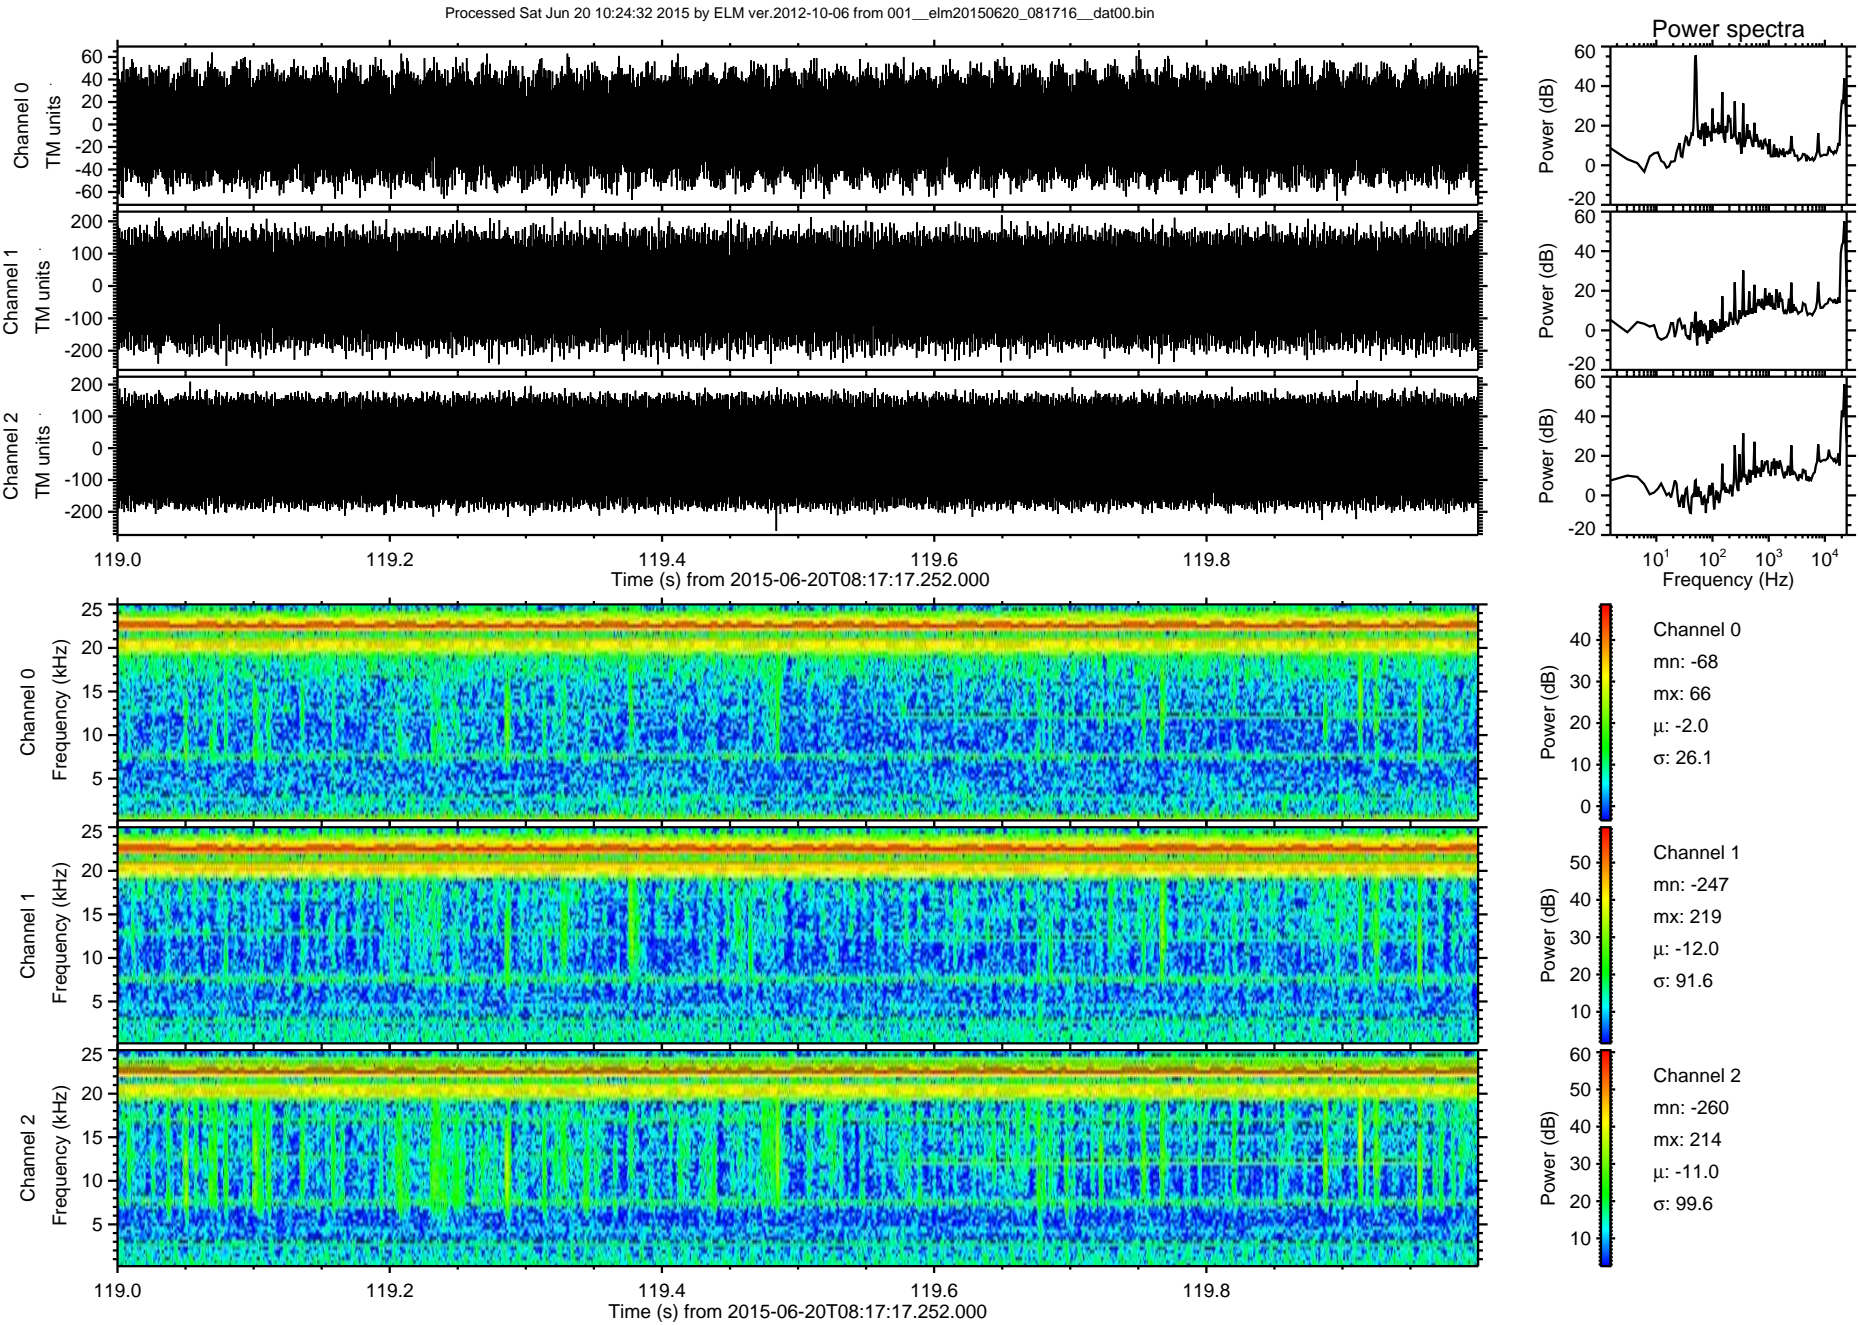 Processed Sat Jun 20 10:24:32 2015 by ELM ver.2012-10-06 from 001__elm20150620_081716__dat00.bin
Power spectra
Channel 0
TM units
60
40
20
0
-20
-40
-60
Power (dB)
60
40
20
0
-20
Channel 1
TM units
200
100
0
-100
-200
Power (dB)
60
40
20
0
-20
Channel 2
TM units
200
100
0
-100
-200
Power (dB)
60
40
20
0
-20
119.0 119.2 119.4 119.6 119.8
Time (s) from 2015-06-20T08:17:17.252.000
10^1 10^2 10^3 10^4
Frequency (Hz)
Channel 0
Frequency (kHz)
25
20
15
10
5
Power (dB)
40
30
20
10
0
Channel 0
mn: -68
mx: 66
μ: -2.0
σ: 26.1
Channel 1
Frequency (kHz)
25
20
15
10
5
Power (dB)
50
40
30
20
10
Channel 1
mn: -247
mx: 219
μ: -12.0
σ: 91.6
Channel 2
Frequency (kHz)
25
20
15
10
5
Power (dB)
60
50
40
30
20
10
Channel 2
mn: -260
mx: 214
μ: -11.0
σ: 99.6
119.0 119.2 119.4 119.6 119.8
Time (s) from 2015-06-20T08:17:17.252.000